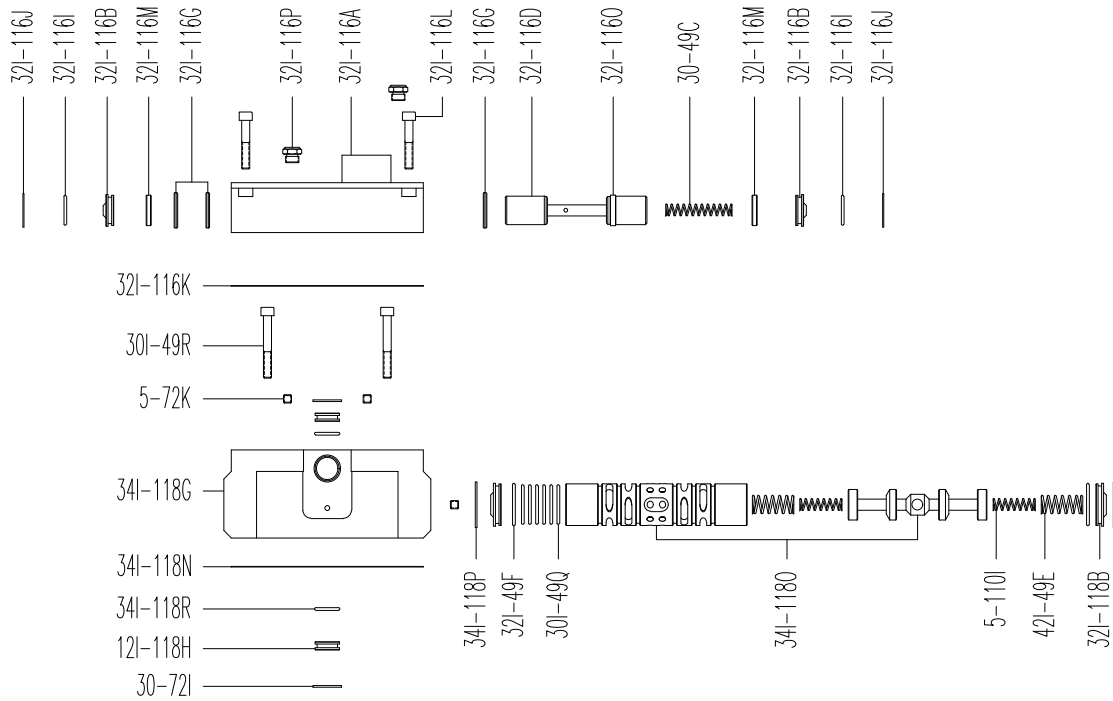 32I-116J
32I-116I
32I-116B
32I-116M
32I-116G
32I-116P
32I-116A
32I-116L
32I-116G
32I-116D
32I-116O
30-49C
32I-116M
32I-116B
32I-116I
32I-116J
32I-116K
30I-49R
5-72K
34I-118G
34I-118N
34I-118R
12I-118H
30-72I
34I-118P
32I-49F
30I-49Q
34I-118O
5-110I
42I-49E
32I-118B